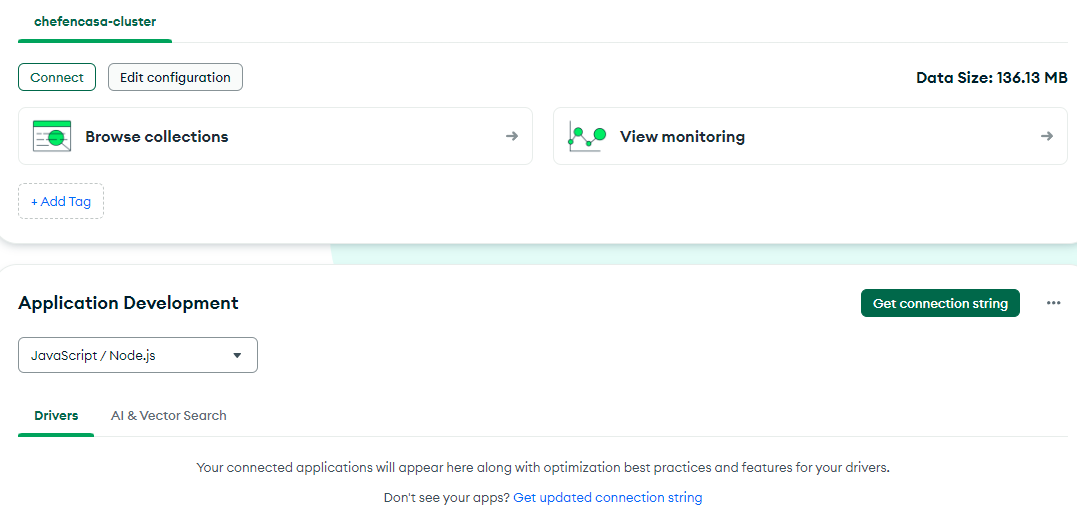 chefencasa-cluster
Connect
Edit configuration
Data Size: 136.13 MB
Browse collections
View monitoring
+ Add Tag
Application Development
Get connection string
JavaScript / Node.js
Drivers
AI & Vector Search
Your connected applications will appear here along with optimization best practices and features for your drivers.
Don't see your apps? Get updated connection string